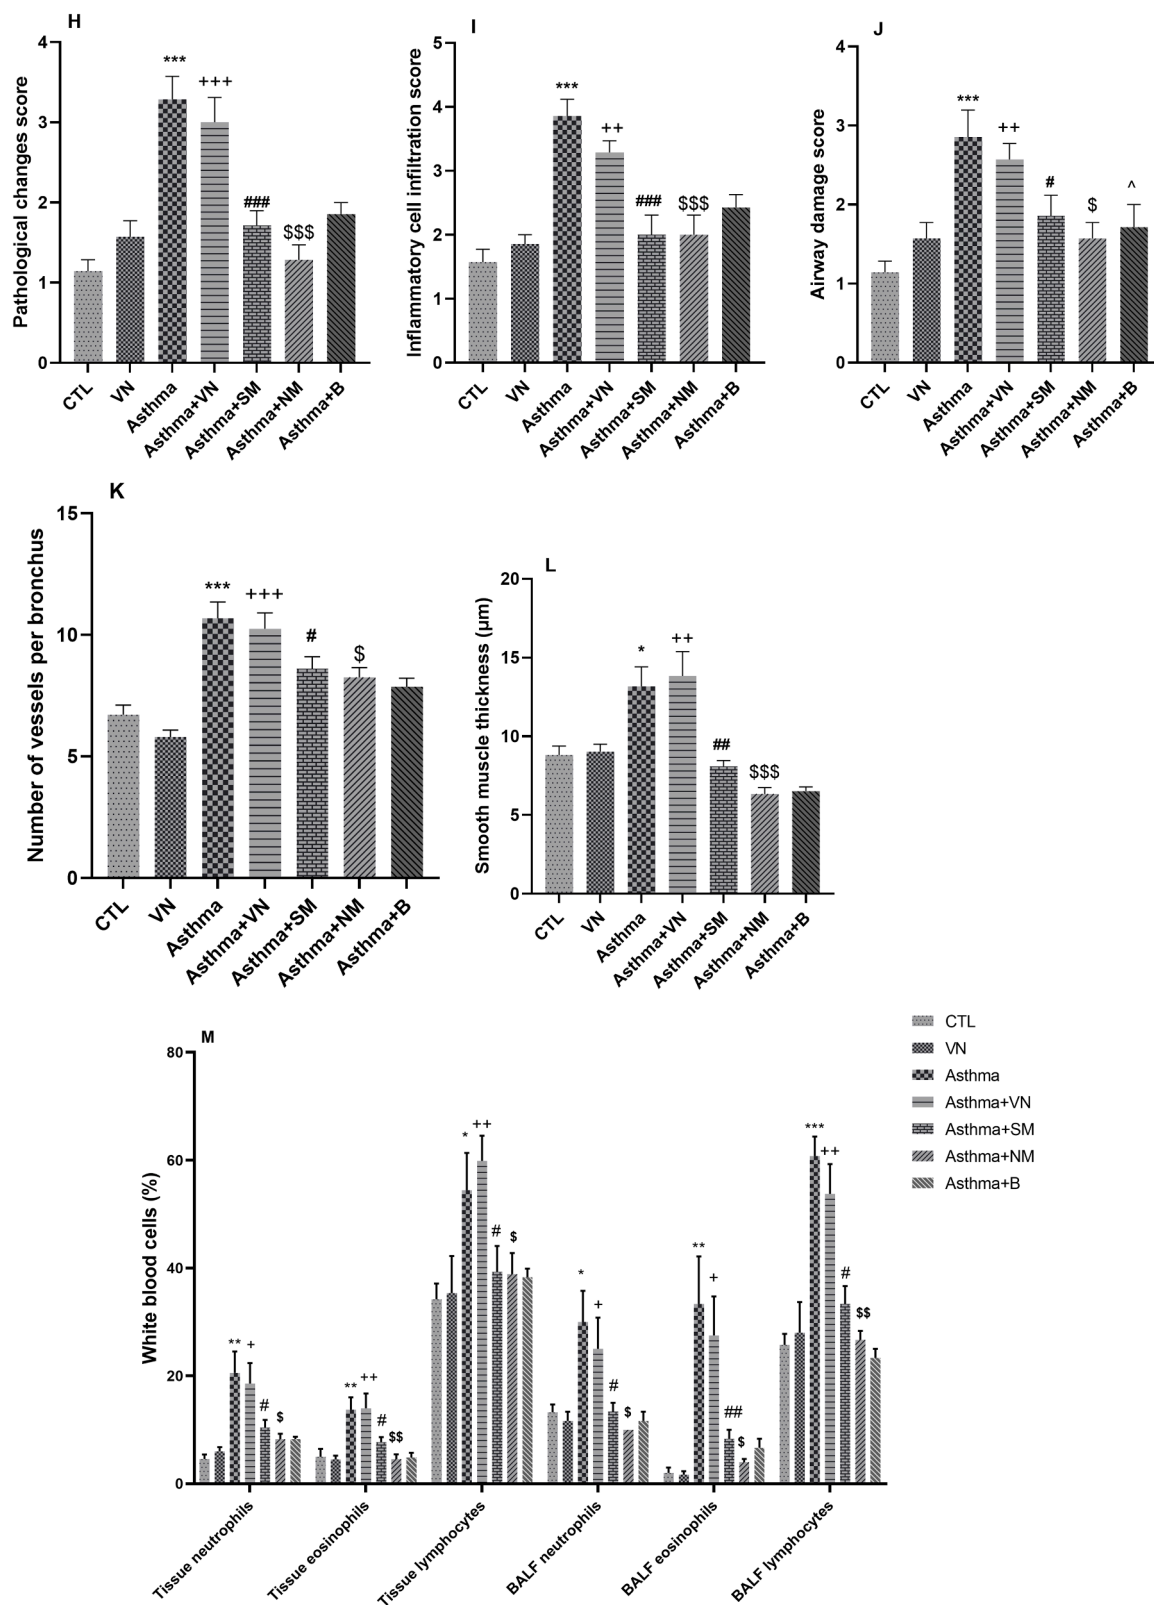 H
Pathological changes score
4
3
2
1
0
***
+++
###
$$$
CTL
VN
Asthma
Asthma+VN
Asthma+SM
Asthma+NM
Asthma+B
I
Inflamatory cell infiltration score
5
4
3
2
1
0
***
++
###
$$$
CTL
VN
Asthma
Asthma+VN
Asthma+SM
Asthma+NM
Asthma+B
J
Airway damage score
4
3
2
1
0
***
++
#
$
^
CTL
VN
Asthma
Asthma+VN
Asthma+SM
Asthma+NM
Asthma+B
K
Number of vessels per bronchus
15
10
5
0
***
+++
#
$
CTL
VN
Asthma
Asthma+VN
Asthma+SM
Asthma+NM
Asthma+B
L
Smooth muscle thickness (μm)
20
15
10
5
0
*
++
##
$$$
CTL
VN
Asthma
Asthma+VN
Asthma+SM
Asthma+NM
Asthma+B
M
White blood cells (%)
80
60
40
20
0
**
+
#
$
**
++
#
$$
*
++
#
$
*
+
#
$
**
+
##
$
***
++
#
$$
Tissue neutrophils
Tissue eosinophils
Tissue lymphocytes
BALF neutrophils
BALF eosinophils
BALF lymphocytes
CTL
VN
Asthma
Asthma+VN
Asthma+SM
Asthma+NM
Asthma+B